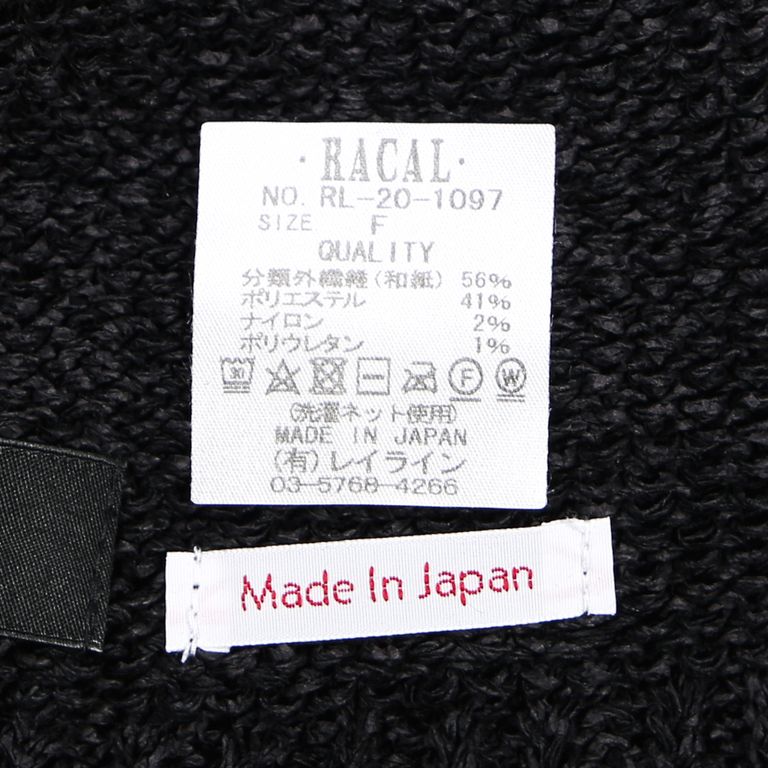 ・RACAL・
NO. RL-20-1097
SIZE F
QUALITY
分類外繊維(和紙) 56%
ポリエステル 41%
ナイロン 2%
ポリウレタン 1%
30 F W
(洗濯ネット使用)
MADE IN JAPAN
(有)レイライン
03-5768-4266
Made In Japan